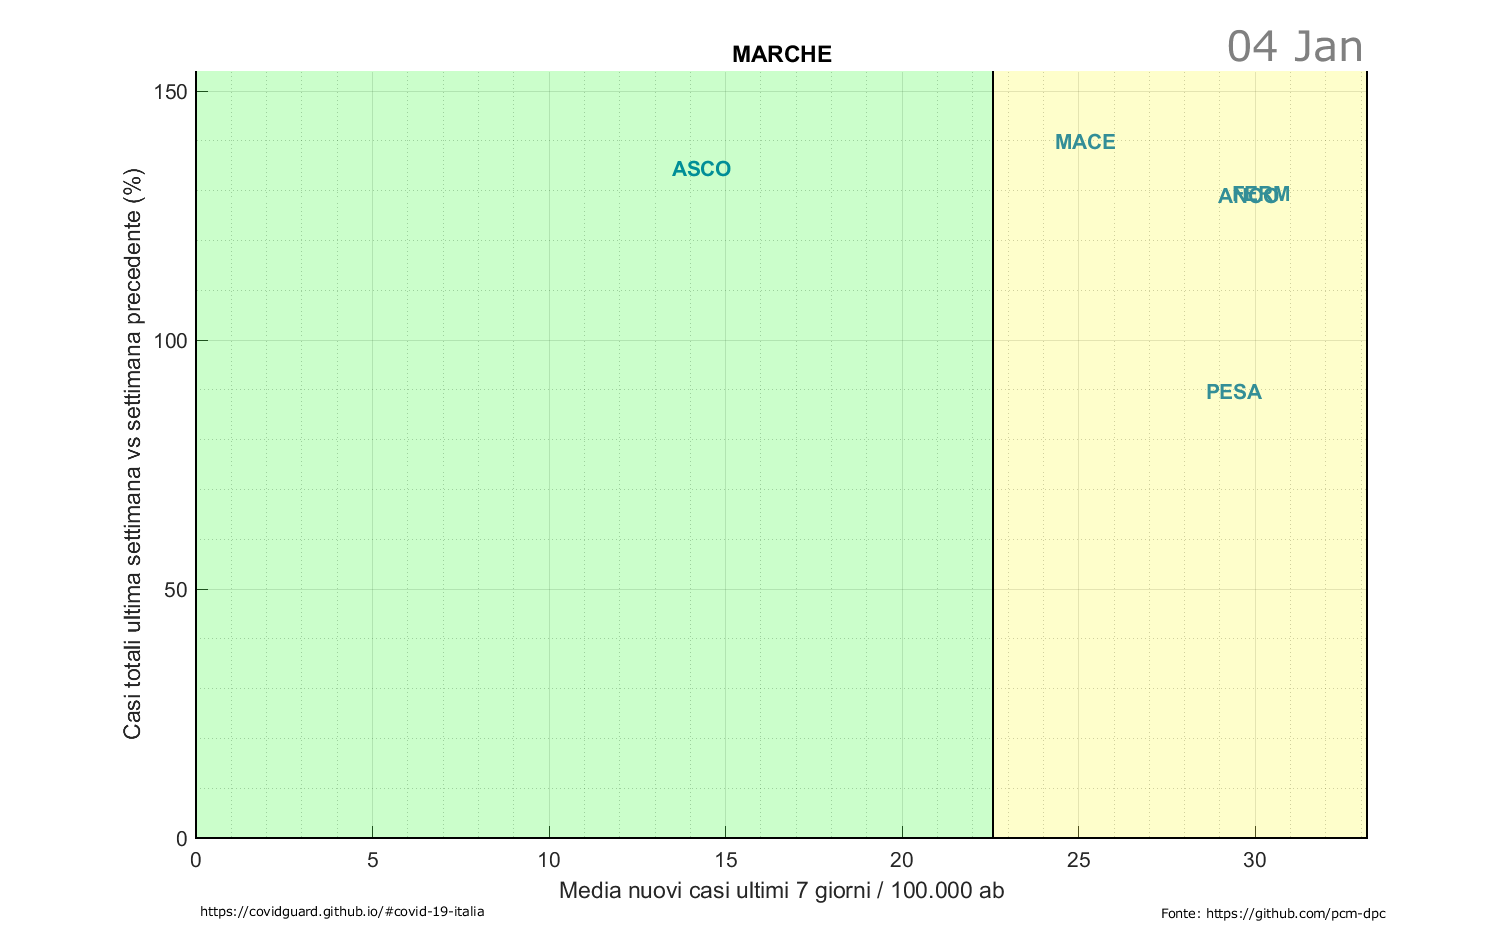 04 Jan
MARCHE
150
100
50
0
Casi totali ultima settimana vs settimana precedente (%)
MACE
ASCO
FERM
ANCO
PESA
0 5 10 15 20 25 30
Media nuovi casi ultimi 7 giorni / 100.000 ab
https://covidguard.github.io/#covid-19-italia
Fonte: https://github.com/pcm-dpc